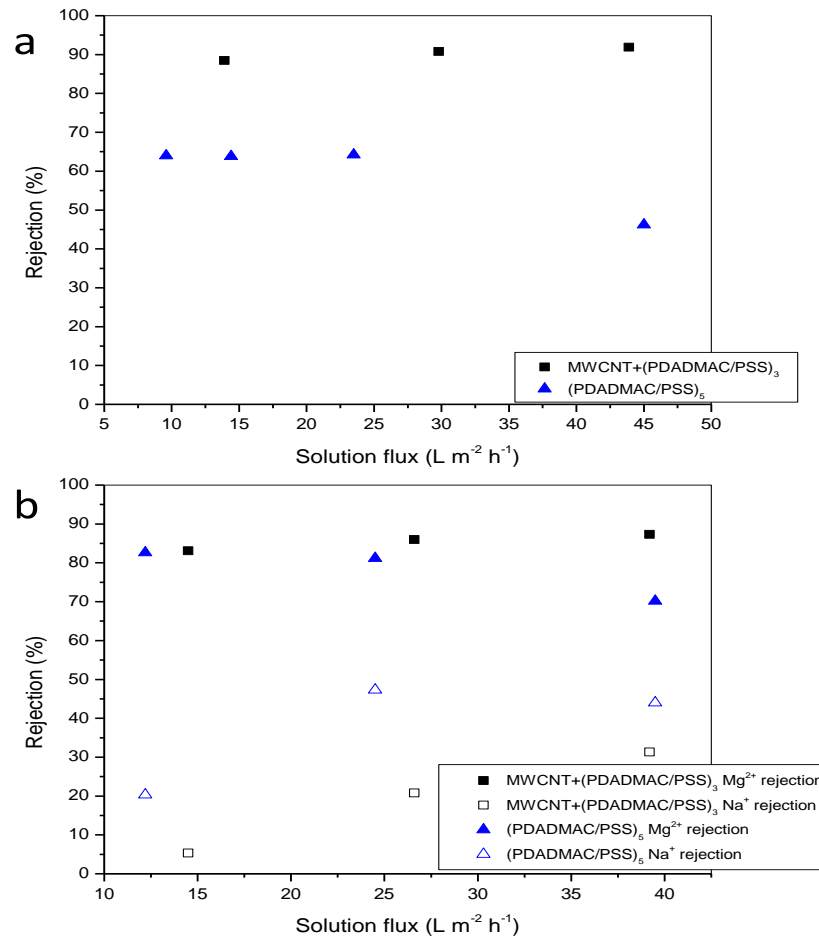 a
100
90
80
70
60
50
40
30
20
10
0
Rejection (%)
5 10 15 20 25 30 35 40 45 50
Solution flux (L m⁻² h⁻¹)
MWCNT+(PDADMAC/PSS)₃
(PDADMAC/PSS)₅
b
100
90
80
70
60
50
40
30
20
10
0
Rejection (%)
10 15 20 25 30 35 40
Solution flux (L m⁻² h⁻¹)
MWCNT+(PDADMAC/PSS)₃ Mg²⁺ rejection
MWCNT+(PDADMAC/PSS)₃ Na⁺ rejection
(PDADMAC/PSS)₅ Mg²⁺ rejection
(PDADMAC/PSS)₅ Na⁺ rejection